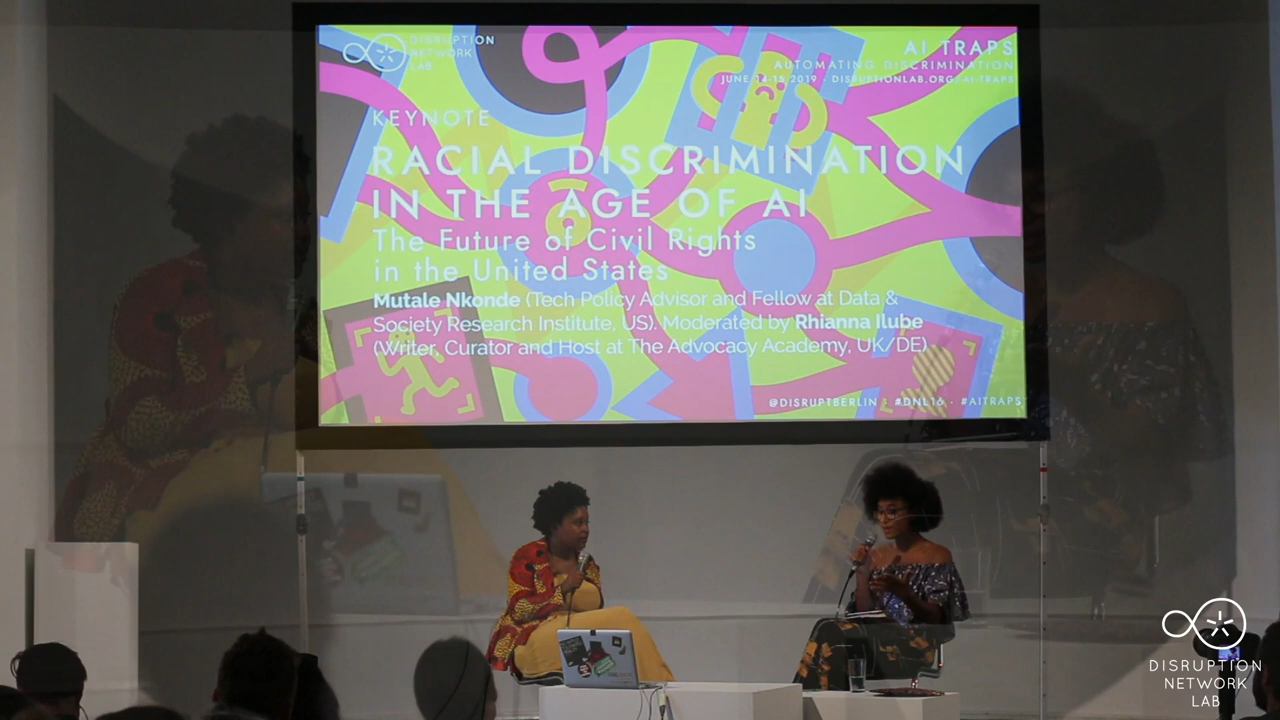 DISRUPTION
NETWORK
LAB
AI TRAPS
AUTOMATING DISCRIMINATION
JUNE 14-15 2019 - DISRUPTIONLAB.ORG/AI-TRAPS
KEYNOTE
RACIAL DISCRIMINATION
IN THE AGE OF AI
The Future of Civil Rights
in the United States
Mutale Nkonde (Tech Policy Advisor and Fellow at Data &
Society Research Institute, US). Moderated by Rhianna Ilube
(Writer, Curator and Host at The Advocacy Academy, UK/DE)
@DISRUPTBERLIN - #DNL16 - #AITRAPS
DISRUPTION
NETWORK
LAB